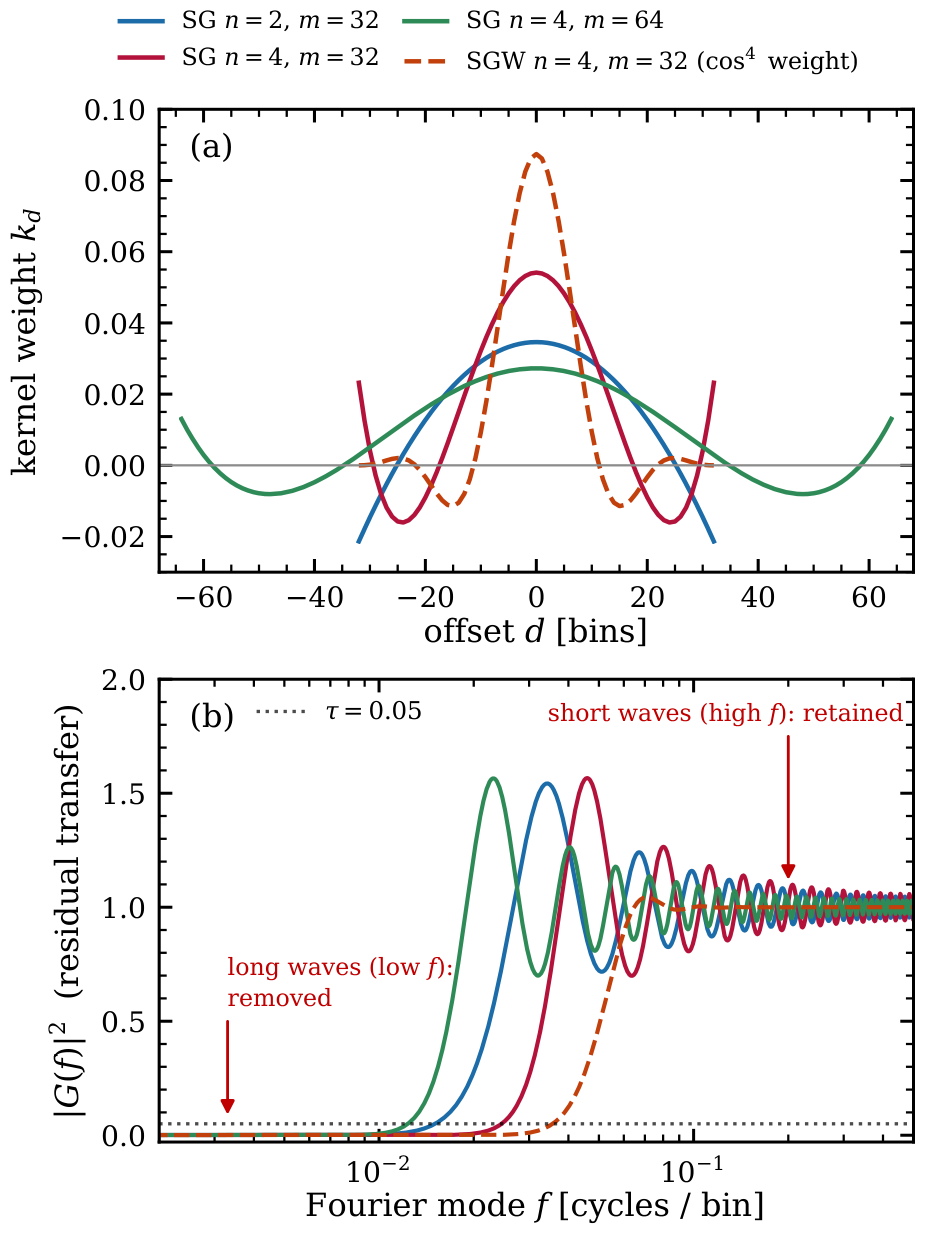 SG n = 2, m = 32
SG n = 4, m = 64
SG n = 4, m = 32
SGW n = 4, m = 32 (cos⁴ weight)
(a)
0.10
0.08
0.06
0.04
0.02
0.00
−0.02
kernel weight k_d
−60 −40 −20 0 20 40 60
offset d [bins]
(b)
τ = 0.05
short waves (high f): retained
long waves (low f):
removed
2.0
1.5
1.0
0.5
0.0
|G(f)|² (residual transfer)
10⁻² 10⁻¹
Fourier mode f [cycles / bin]